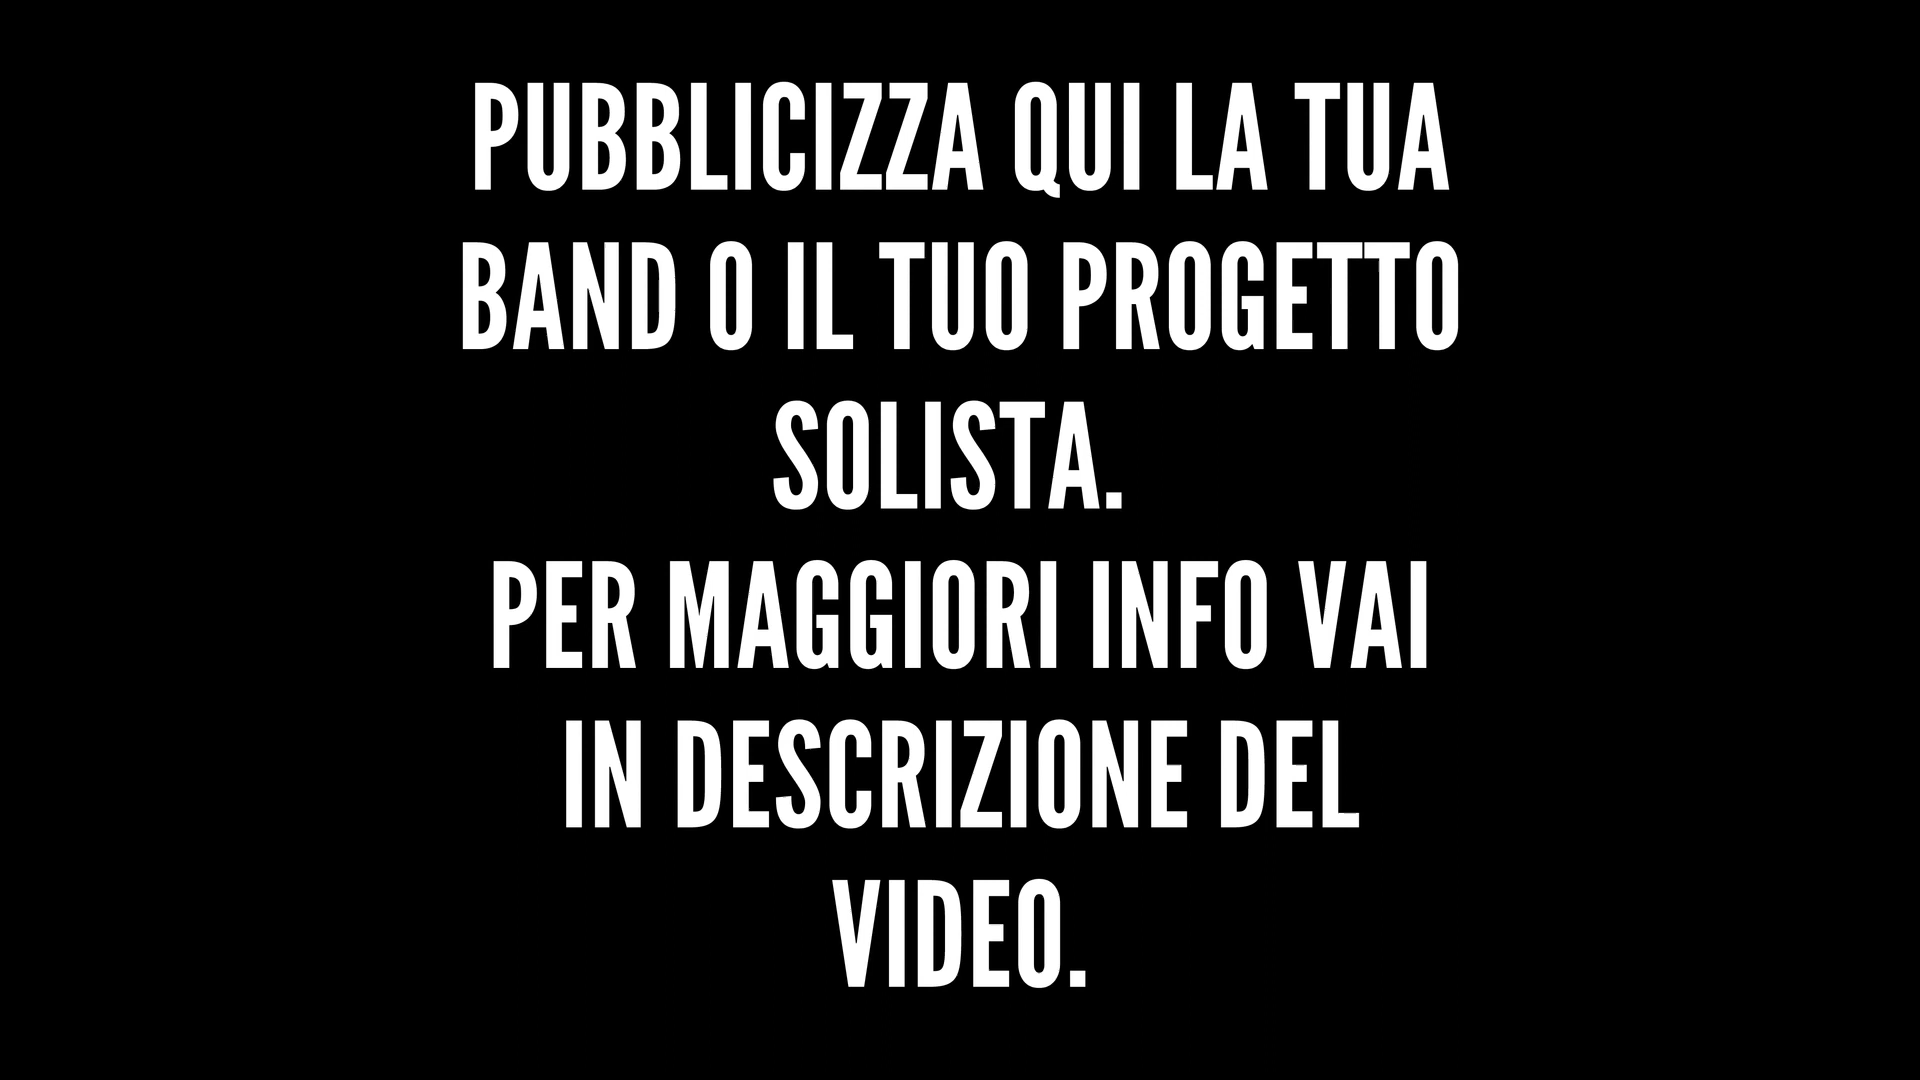 PUBBLICIZZA QUI LA TUA
BAND O IL TUO PROGETTO
SOLISTA.
PER MAGGIORI INFO VAI
IN DESCRIZIONE DEL
VIDEO.